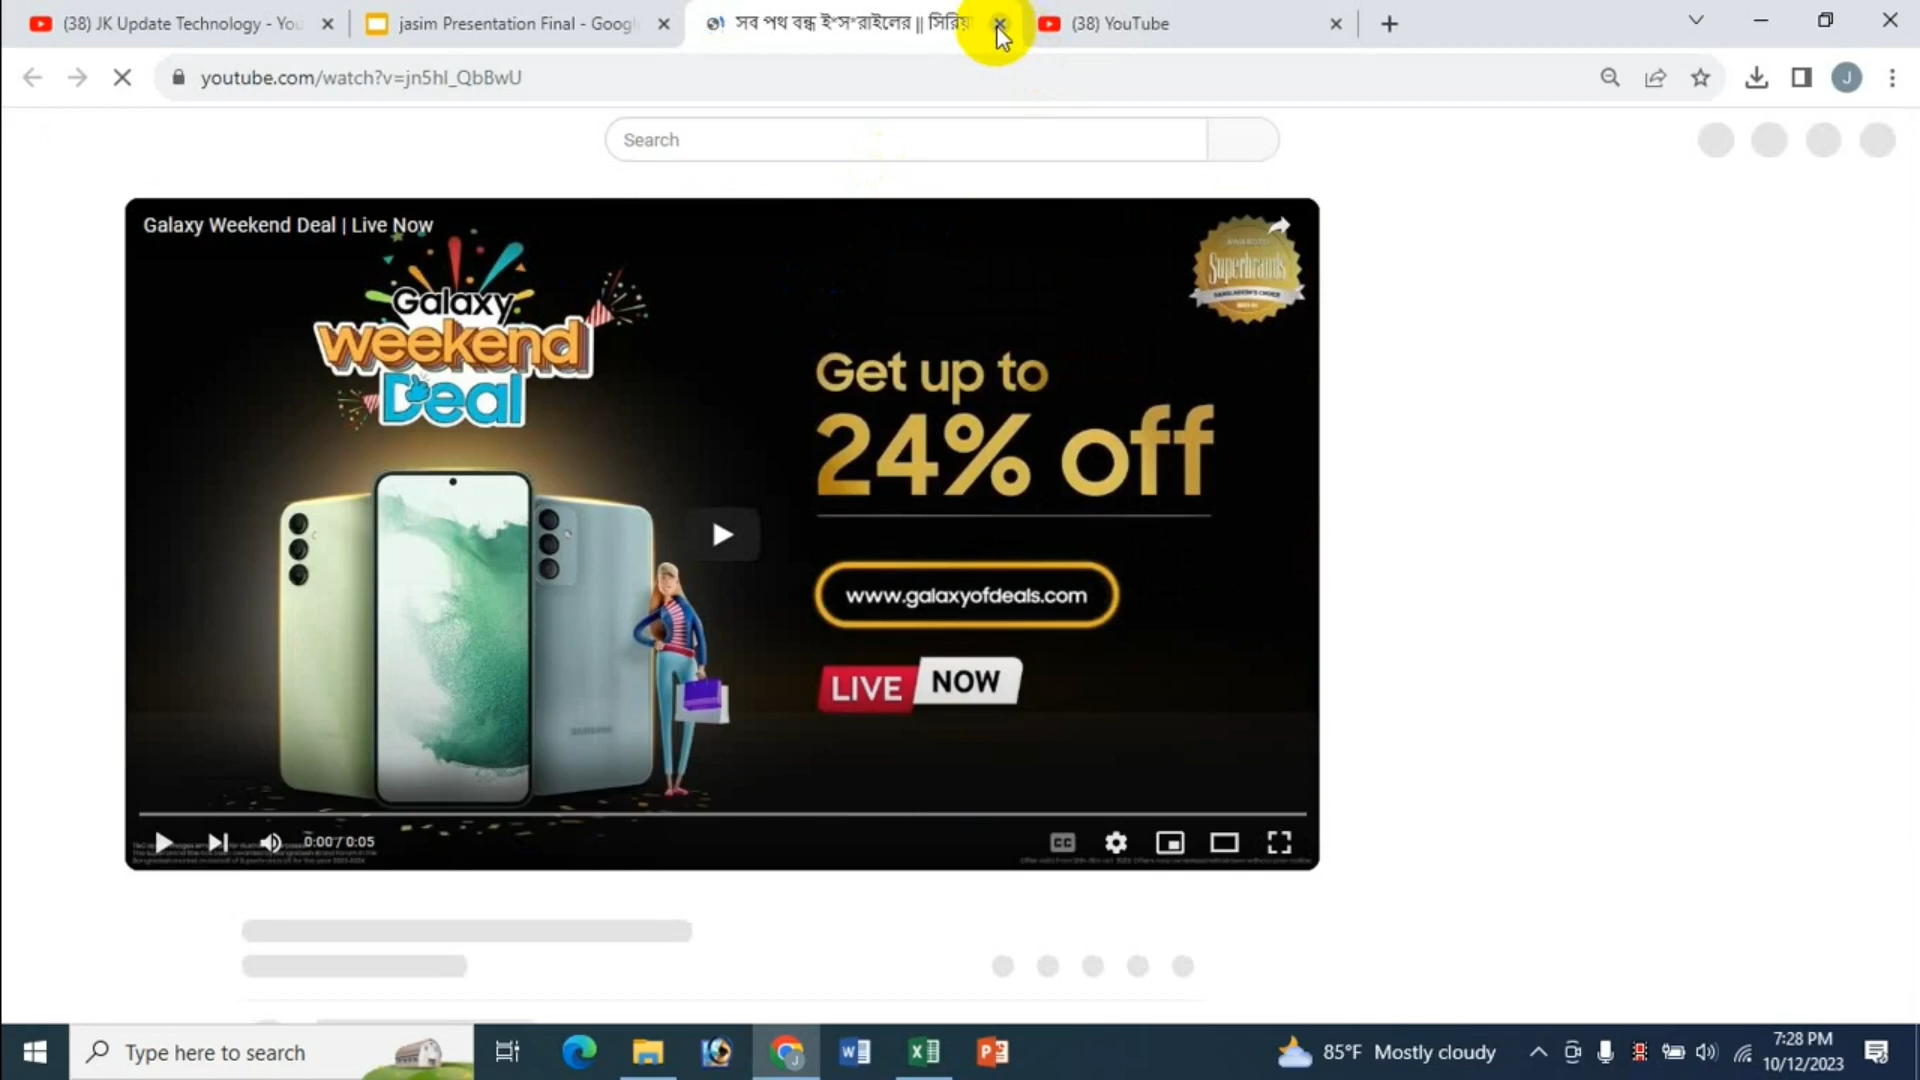 (38) JK Update Technology - You
jasim Presentation Final - Googl
সব পথ বন্ধ ই*স*রাইলের || সিরিয়
(38) YouTube
youtube.com/watch?v=jn5hl_QbBwU
J
Search
Galaxy Weekend Deal | Live Now
Galaxy
weekend
Deal
Superbrands
Get up to
24% off
www.galaxyofdeals.com
LIVE NOW
SAMSUNG
0:00 / 0:05
CC
Type here to search
85°F Mostly cloudy
7:28 PM
10/12/2023